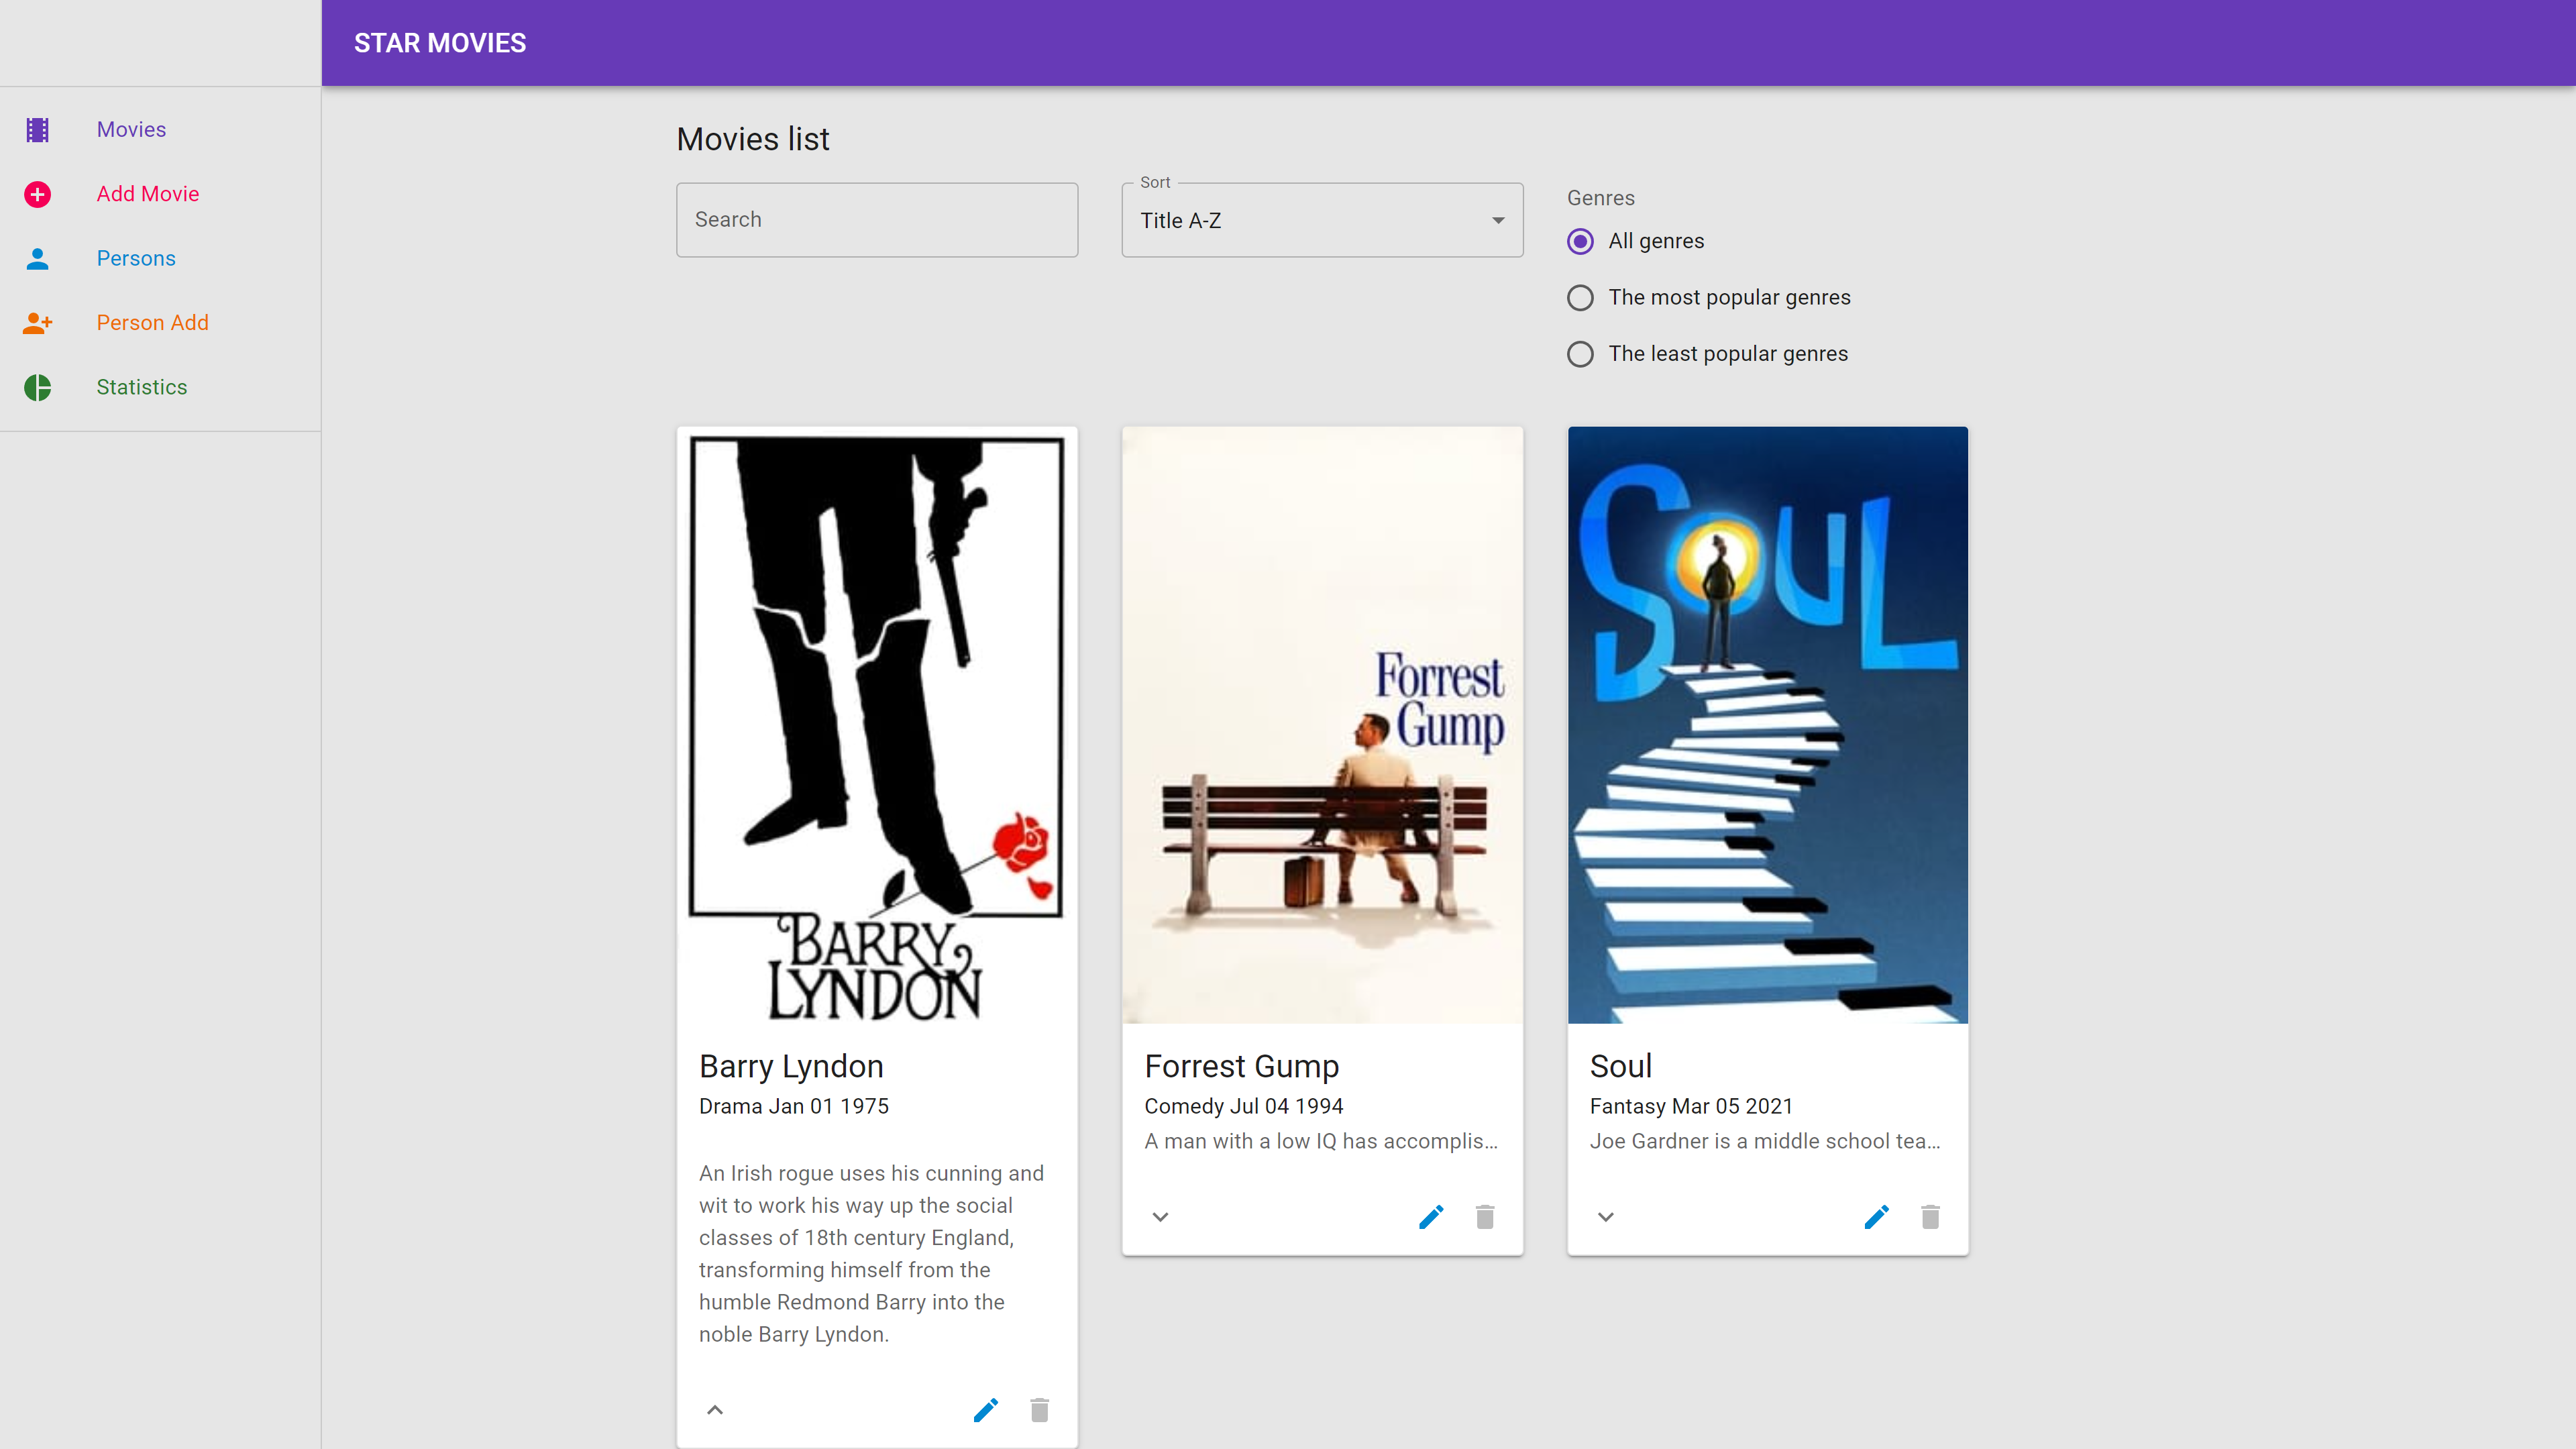 STAR MOVIES
Movies
Add Movie
Persons
Person Add
Statistics
Movies list
Search
Sort
Title A-Z
Genres
All genres
The most popular genres
The least popular genres
BARRY
LYNDON
Barry Lyndon
Drama Jan 01 1975
An Irish rogue uses his cunning and
wit to work his way up the social
classes of 18th century England,
transforming himself from the
humble Redmond Barry into the
noble Barry Lyndon.
Forrest
Gump
Forrest Gump
Comedy Jul 04 1994
A man with a low IQ has accomplis...
SOUL
Soul
Fantasy Mar 05 2021
Joe Gardner is a middle school tea...